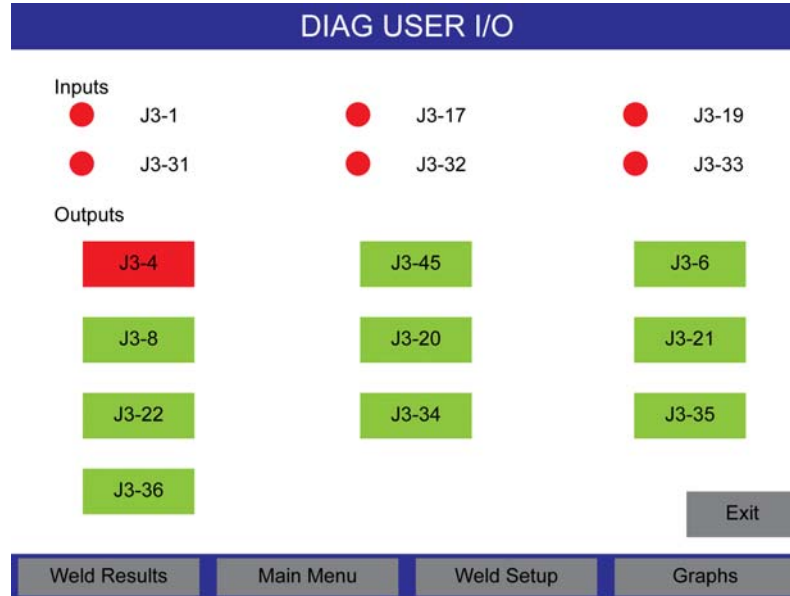 DIAG USER I/O
Inputs
J3-1 J3-17 J3-19
J3-31 J3-32 J3-33
Outputs
J3-4 J3-45 J3-6
J3-8 J3-20 J3-21
J3-22 J3-34 J3-35
J3-36
Exit
Weld Results Main Menu Weld Setup Graphs